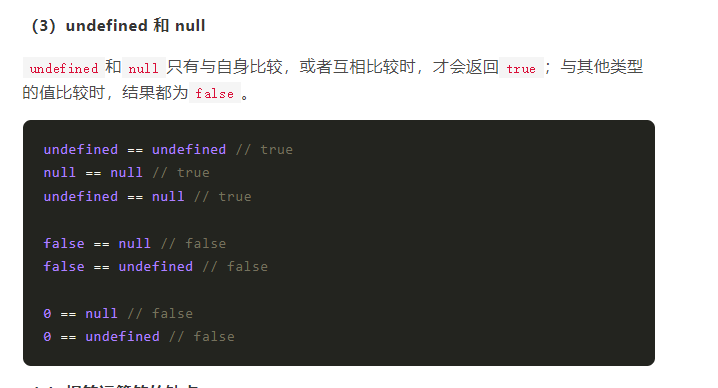 （3）undefined 和 null
undefined 和 null 只有与自身比较，或者互相比较时，才会返回 true ；与其他类型
的值比较时，结果都为 false 。
undefined == undefined // true
null == null // true
undefined == null // true
false == null // false
false == undefined // false
0 == null // false
0 == undefined // false